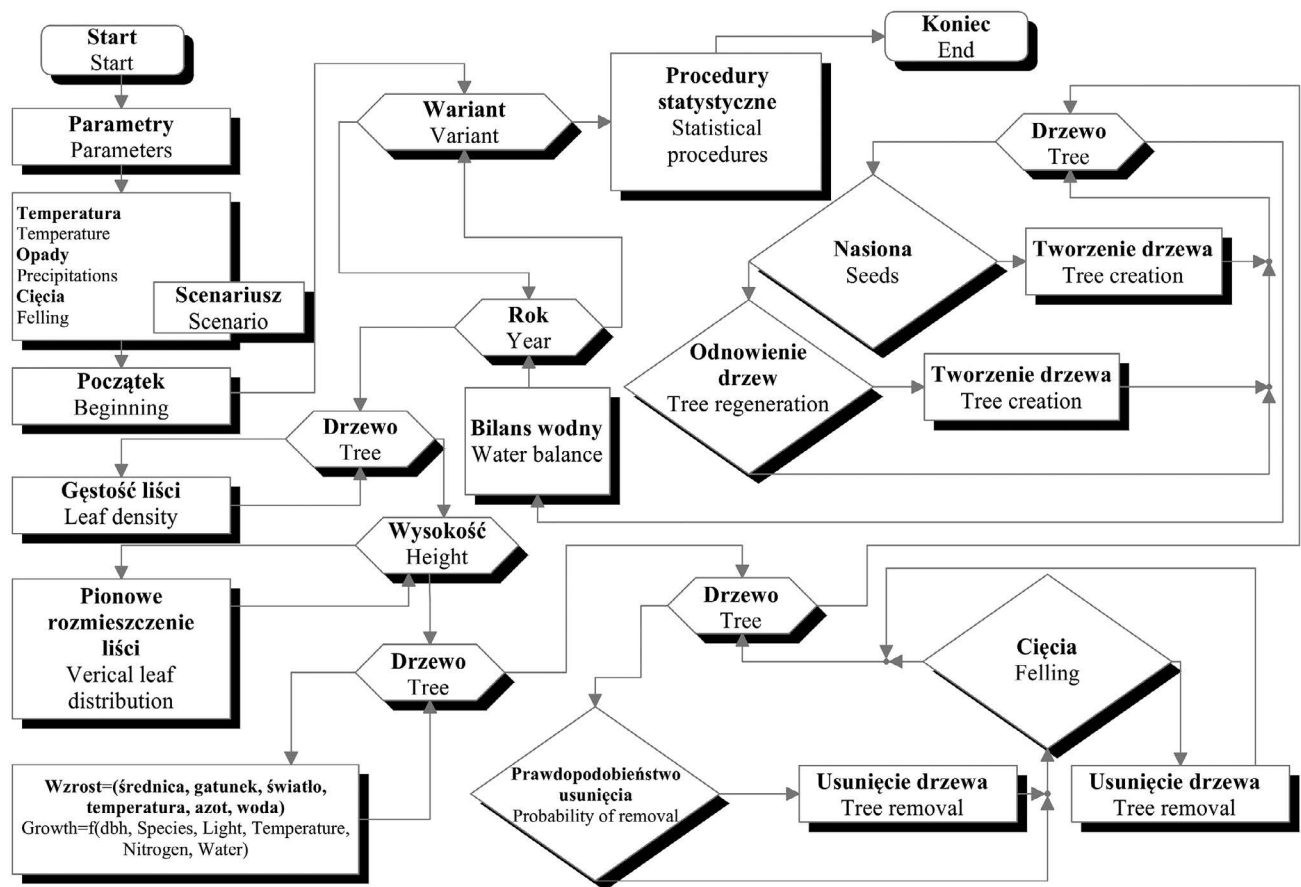 Start
Start
Parametry
Parameters
Temperatura
Temperature
Opady
Precipitations
Cięcia
Felling
Scenariusz
Scenario
Początek
Beginning
Wariant
Variant
Procedury
statystyczne
Statistical
procedures
Koniec
End
Drzewo
Tree
Nasiona
Seeds
Tworzenie drzewa
Tree creation
Odnowienie
drzew
Tree regeneration
Tworzenie drzewa
Tree creation
Rok
Year
Bilans wodny
Water balance
Drzewo
Tree
Gęstość liści
Leaf density
Wysokość
Height
Pionowe
rozmieszczenie
liści
Verical leaf
distribution
Drzewo
Tree
Wzrost=(średnica, gatunek, światło,
temperatura, azot, woda)
Growth=f(dbh, Species, Light, Temperature,
Nitrogen, Water)
Drzewo
Tree
Prawdopodobieństwo
usunięcia
Probability of removal
Usunięcie drzewa
Tree removal
Cięcia
Felling
Usunięcie drzewa
Tree removal